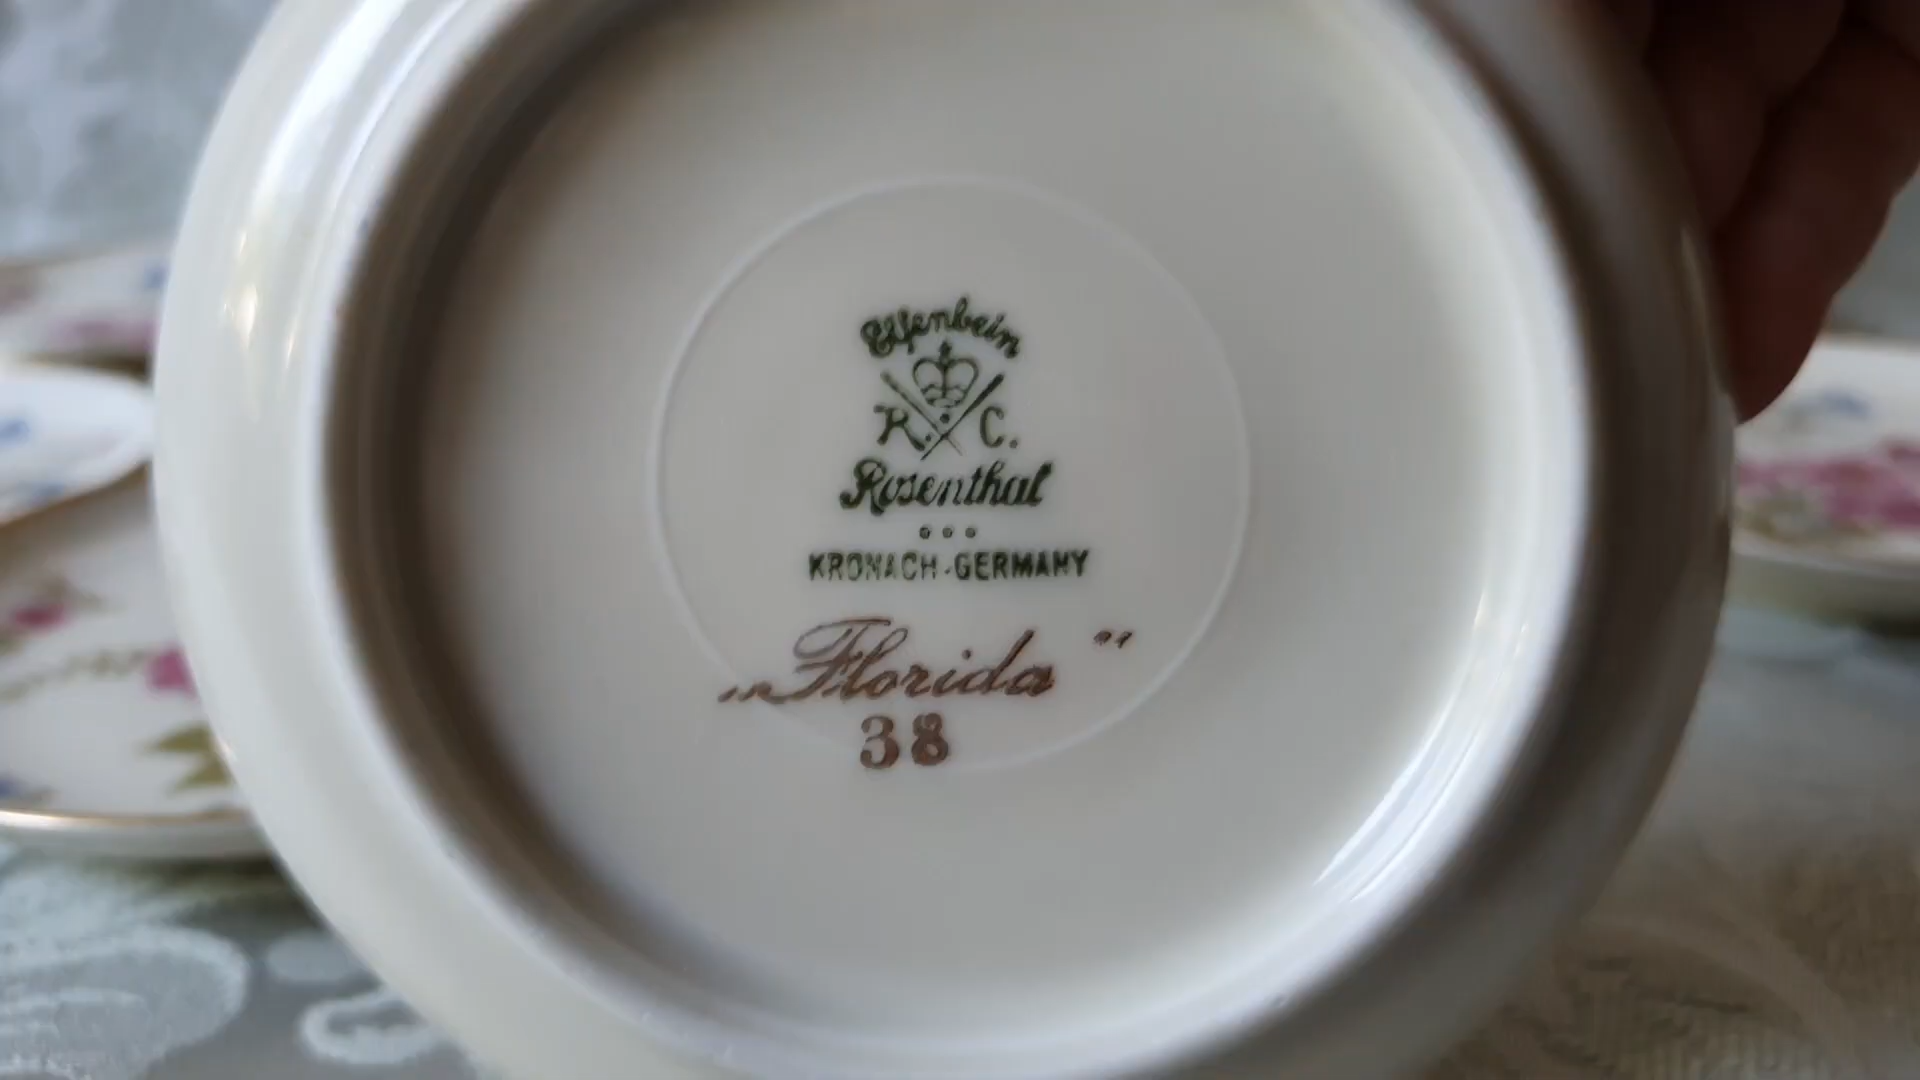 Elfenbein
R. C.
Rosenthal
KRONACH-GERMANY
„Florida“
38